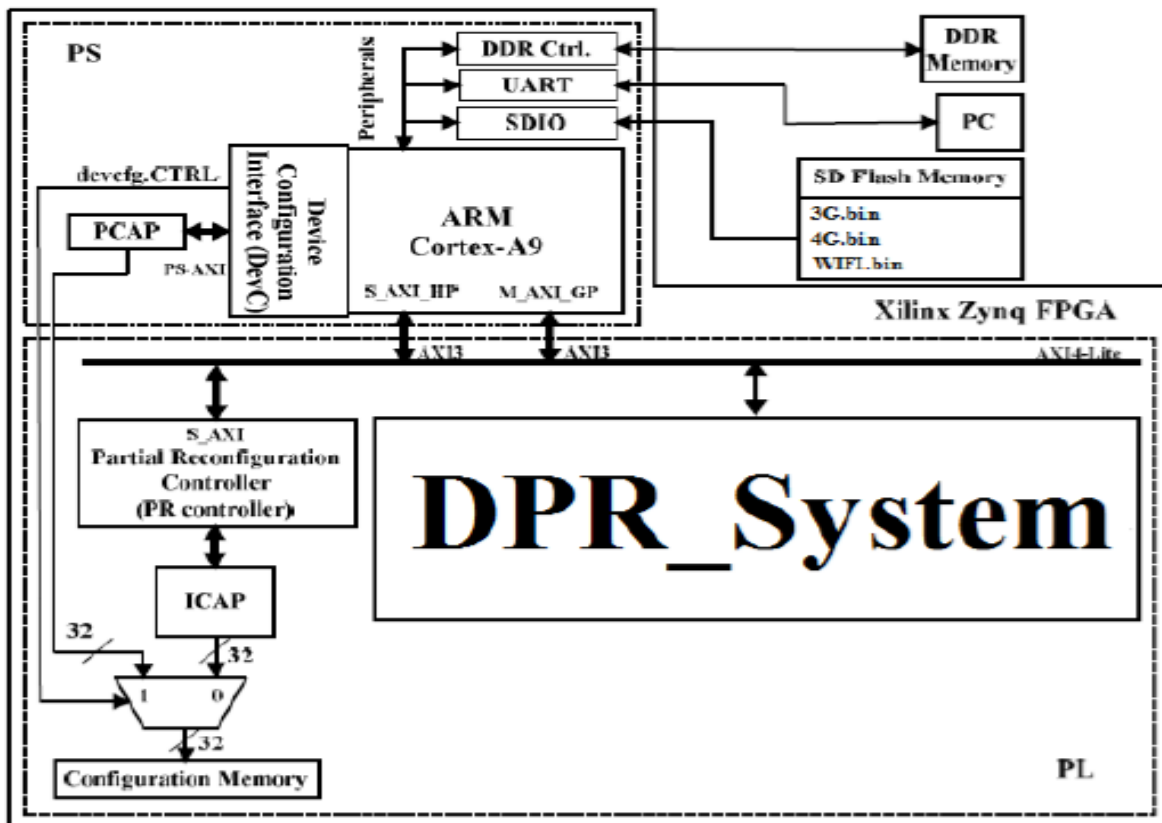 PS
Peripherals
DDR Ctrl.
UART
SDIO
DDR
Memory
PC
SD Flash Memory
3G.bin
4G.bin
WIFI.bin
devcfg.CTRL
PCAP
PS-AXI
Device
Configuration
Interface (DevC)
ARM
Cortex-A9
S_AXI_HP
M_AXI_GP
Xilinx Zynq FPGA
AXI3
AXI3
AXI4-Lite
S_AXI
Partial Reconfiguration
Controller
(PR controller)
DPR_System
ICAP
32
32
1
0
32
Configuration Memory
PL